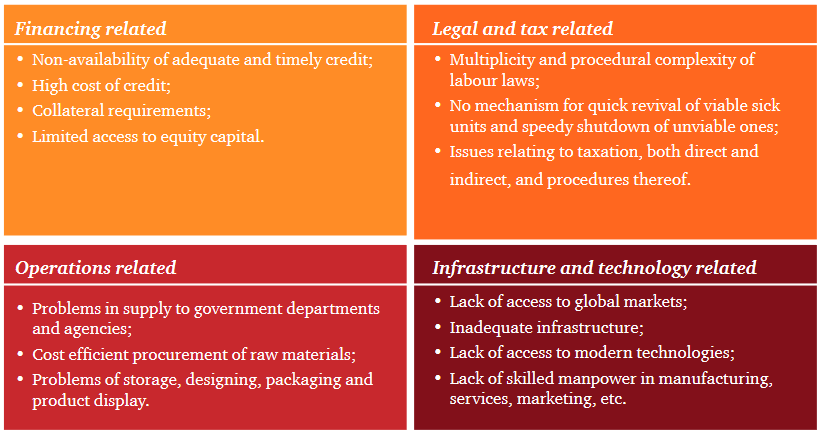 Financing related
• Non-availability of adequate and timely credit;
• High cost of credit;
• Collateral requirements;
• Limited access to equity capital.
Legal and tax related
• Multiplicity and procedural complexity of
labour laws;
• No mechanism for quick revival of viable sick
units and speedy shutdown of unviable ones;
• Issues relating to taxation, both direct and
indirect, and procedures thereof.
Operations related
• Problems in supply to government departments
and agencies;
• Cost efficient procurement of raw materials;
• Problems of storage, designing, packaging and
product display.
Infrastructure and technology related
• Lack of access to global markets;
• Inadequate infrastructure;
• Lack of access to modern technologies;
• Lack of skilled manpower in manufacturing,
services, marketing, etc.